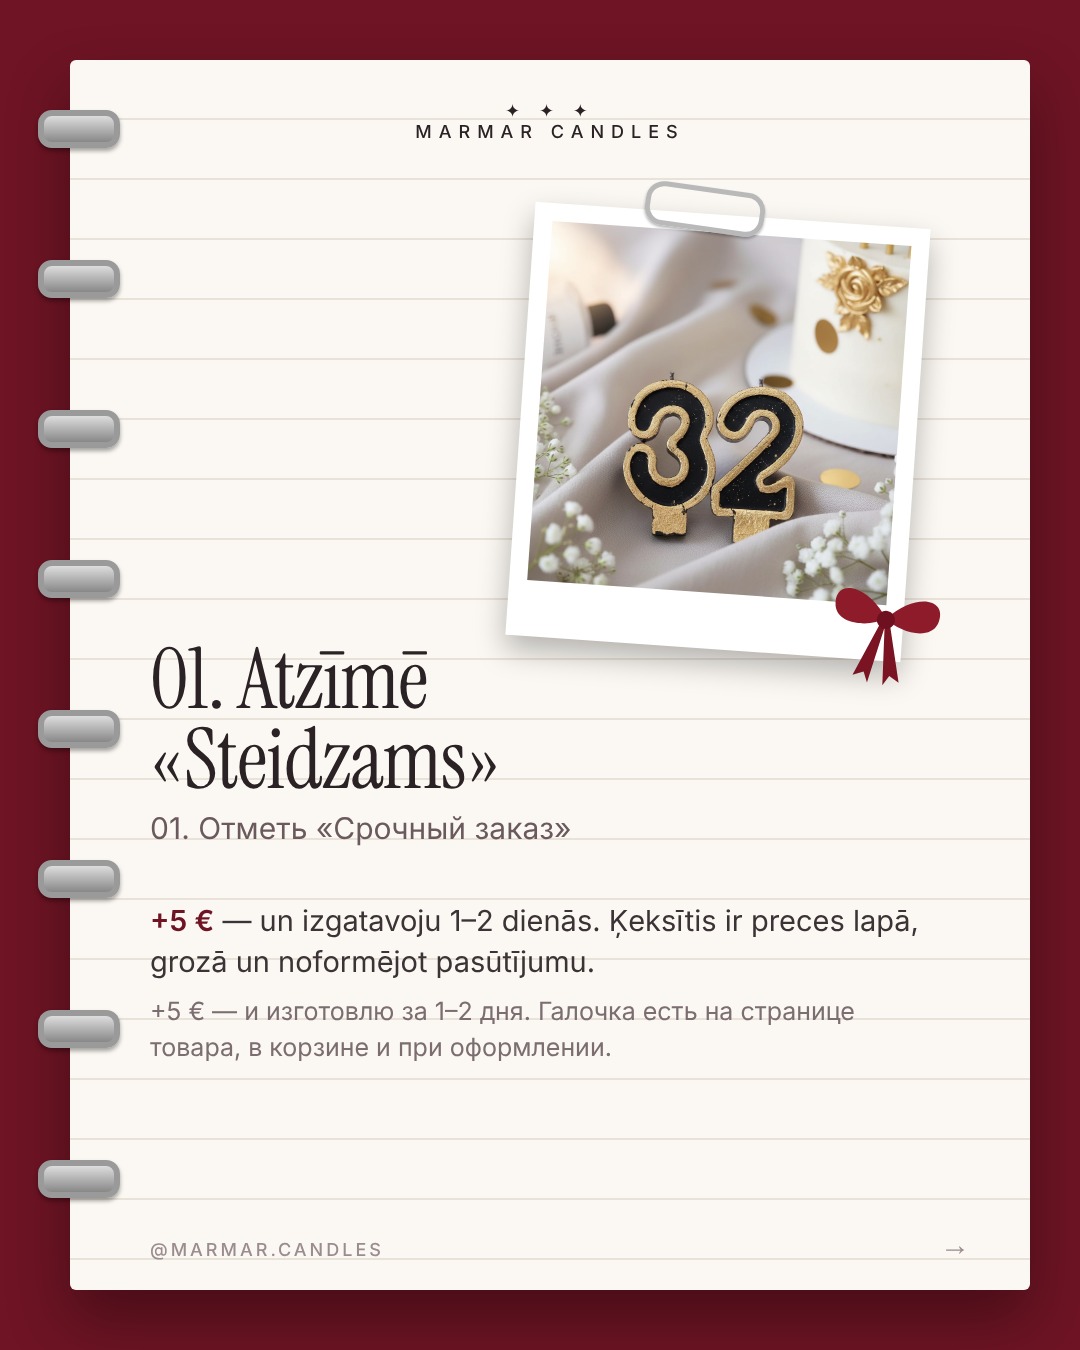 MARMAR CANDLES
32
01. Atzīmē
«Steidzams»
01. Отметь «Срочный заказ»
+5 € — un izgatavoju 1–2 dienās. Ķeksītis ir preces lapā,
grozā un noformējot pasūtījumu.
+5 € — и изготовлю за 1–2 дня. Галочка есть на странице
товара, в корзине и при оформлении.
@MARMAR.CANDLES →